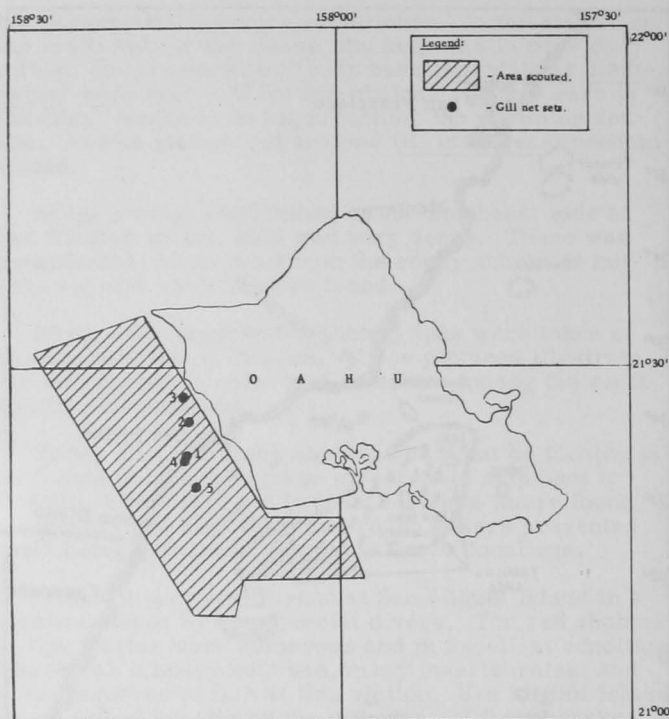 158°30' 158°00' 157°30'
22°00'
Legend:
- Area scouted.
- Gill net sets.
21°30'
O A H U
3
2
1
4
5
21°00'